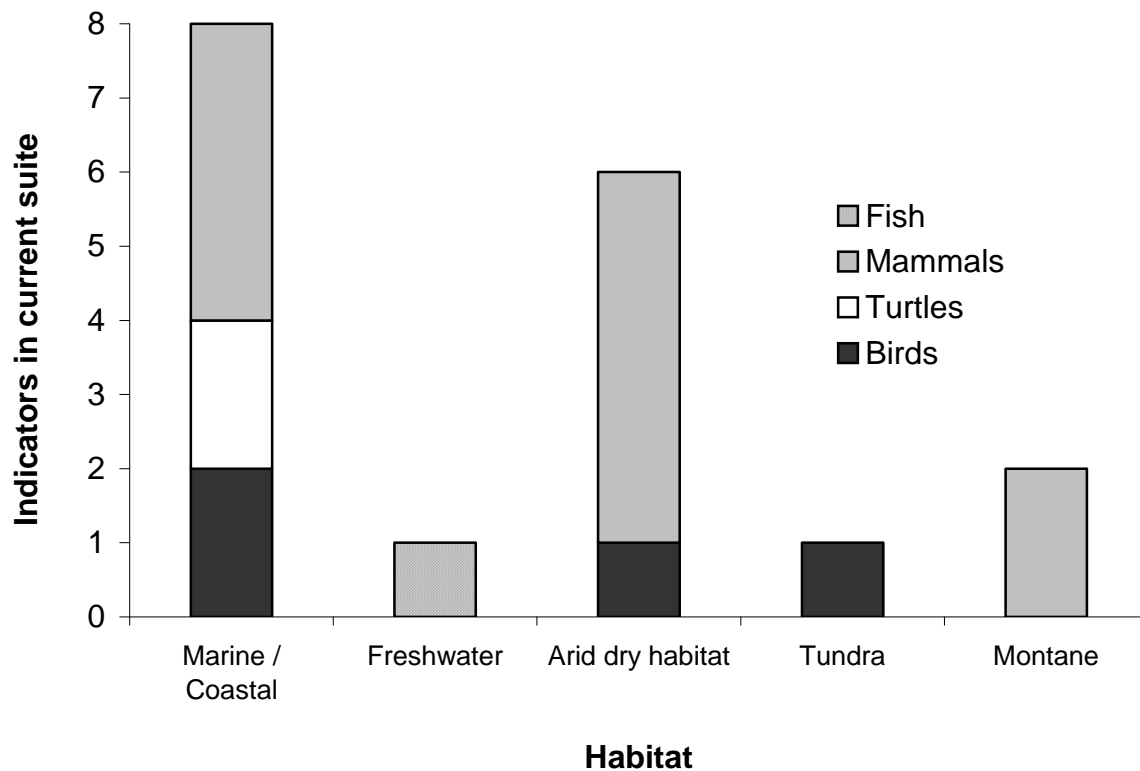 Indicators in current suite
8
7
6
5
4
3
2
1
0
Fish
Mammals
Turtles
Birds
Marine /
Coastal
Freshwater
Arid dry habitat
Tundra
Montane
Habitat